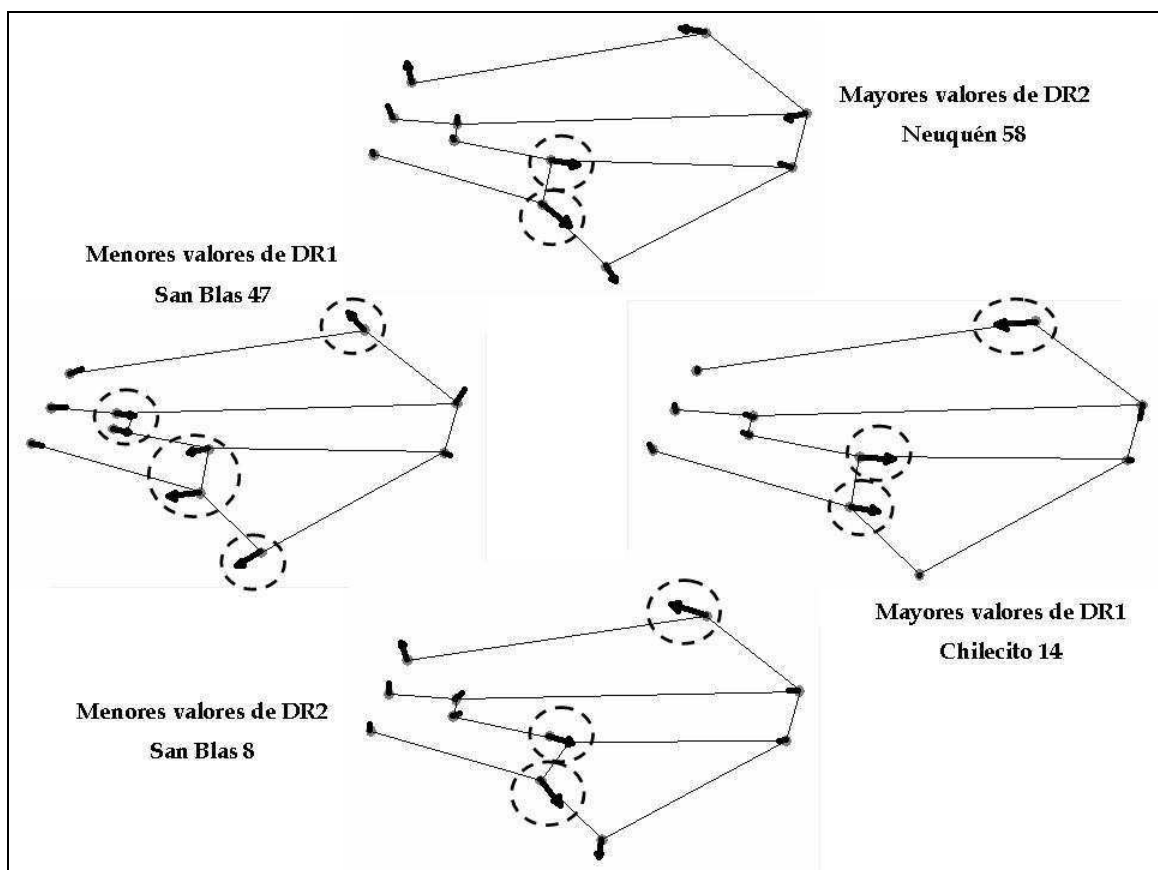 Mayores valores de DR2
Neuquén 58
Menores valores de DR1
San Blas 47
Mayores valores de DR1
Chilecito 14
Menores valores de DR2
San Blas 8